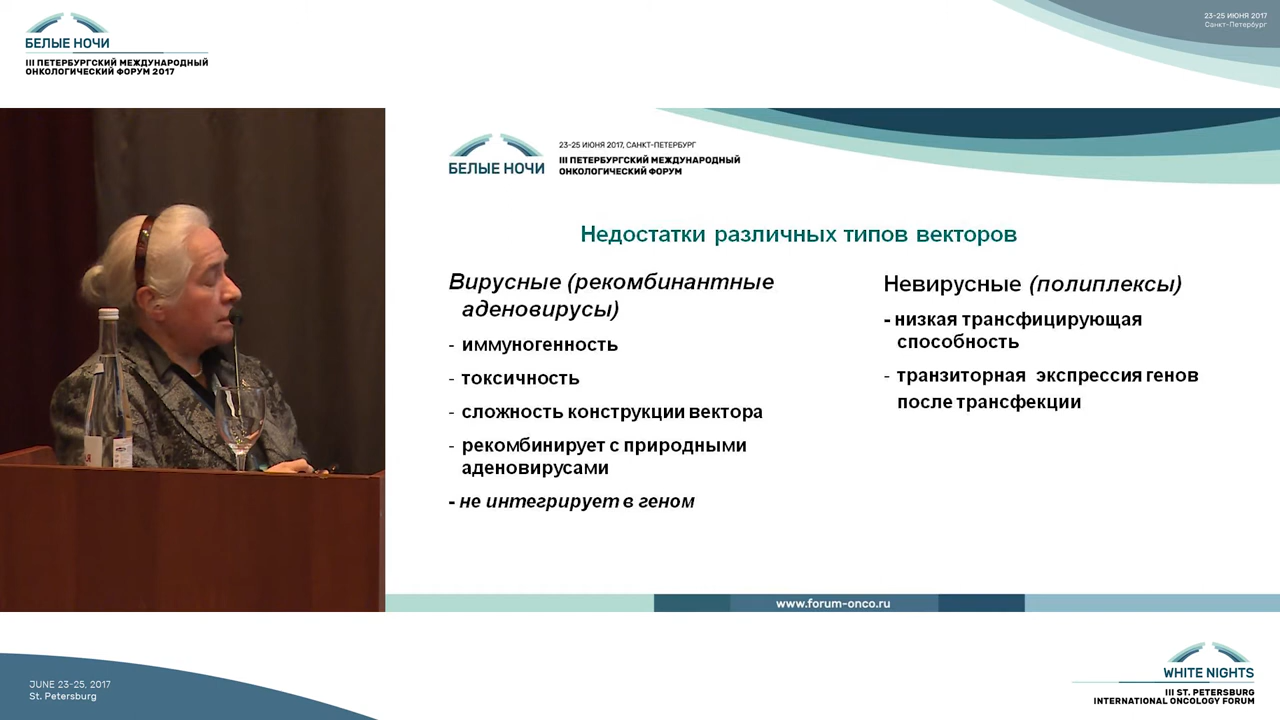 БЕЛЫЕ НОЧИ
III ПЕТЕРБУРГСКИЙ МЕЖДУНАРОДНЫЙ
ОНКОЛОГИЧЕСКИЙ ФОРУМ 2017
23-25 ИЮНЯ 2017
Санкт-Петербург
БЕЛЫЕ НОЧИ
23-25 ИЮНЯ 2017, САНКТ-ПЕТЕРБУРГ
III ПЕТЕРБУРГСКИЙ МЕЖДУНАРОДНЫЙ
ОНКОЛОГИЧЕСКИЙ ФОРУМ
Недостатки различных типов векторов
Вирусные (рекомбинантные
аденовирусы)
- иммуногенность
- токсичность
- сложность конструкции вектора
- рекомбинирует с природными
аденовирусами
- не интегрирует в геном
Невирусные (полиплексы)
- низкая трансфицирующая
способность
- транзиторная экспрессия генов
после трансфекции
www.forum-onco.ru
JUNE 23-25, 2017
St. Petersburg
WHITE NIGHTS
III ST. PETERSBURG
INTERNATIONAL ONCOLOGY FORUM